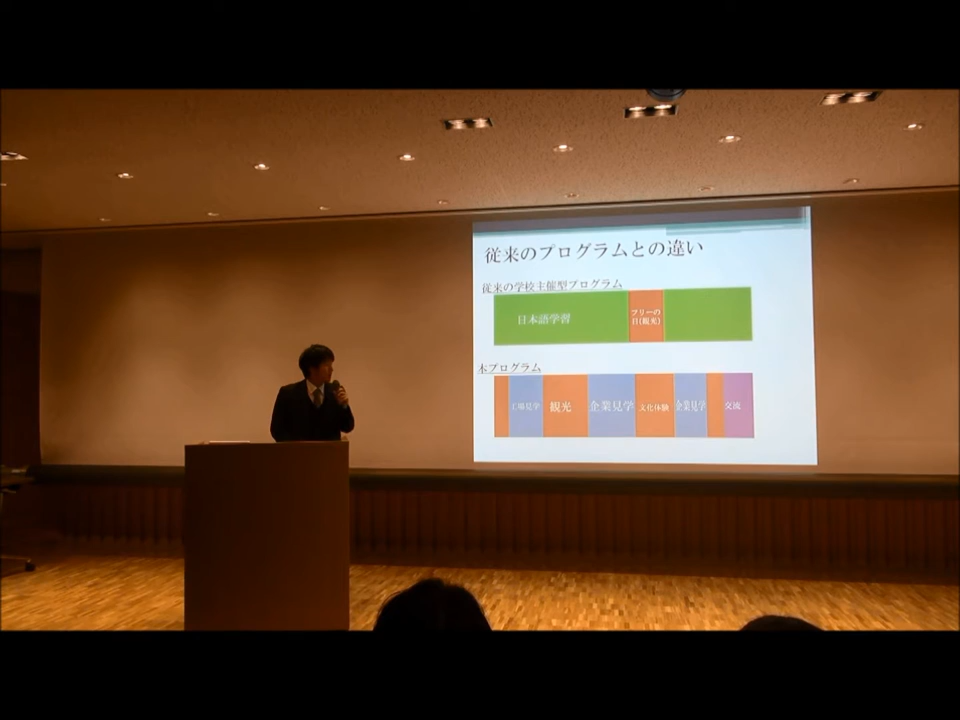 従来のプログラムとの違い
従来の学校主催型プログラム
日本語学習
フリーの
日(観光)
本プログラム
工場見学
観光
企業見学
文化体験
企業見学
交流